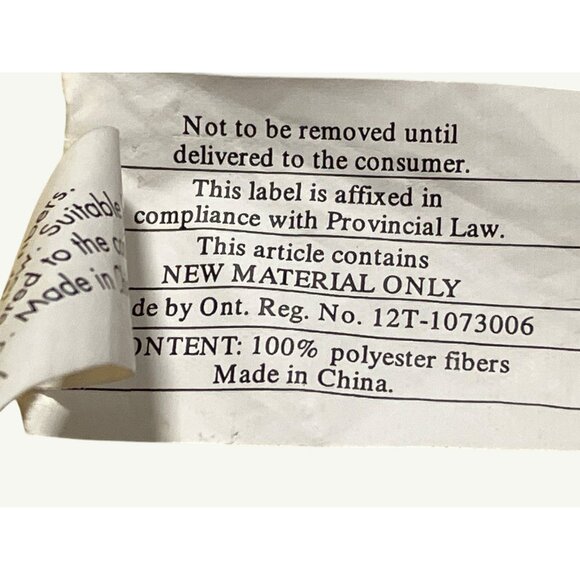 Not to be removed until
delivered to the consumer.
This label is affixed in
compliance with Provincial Law.
This article contains
NEW MATERIAL ONLY
de by Ont. Reg. No. 12T-1073006
ONTENT: 100% polyester fibers
Made in China.
suitable
to the
Made in